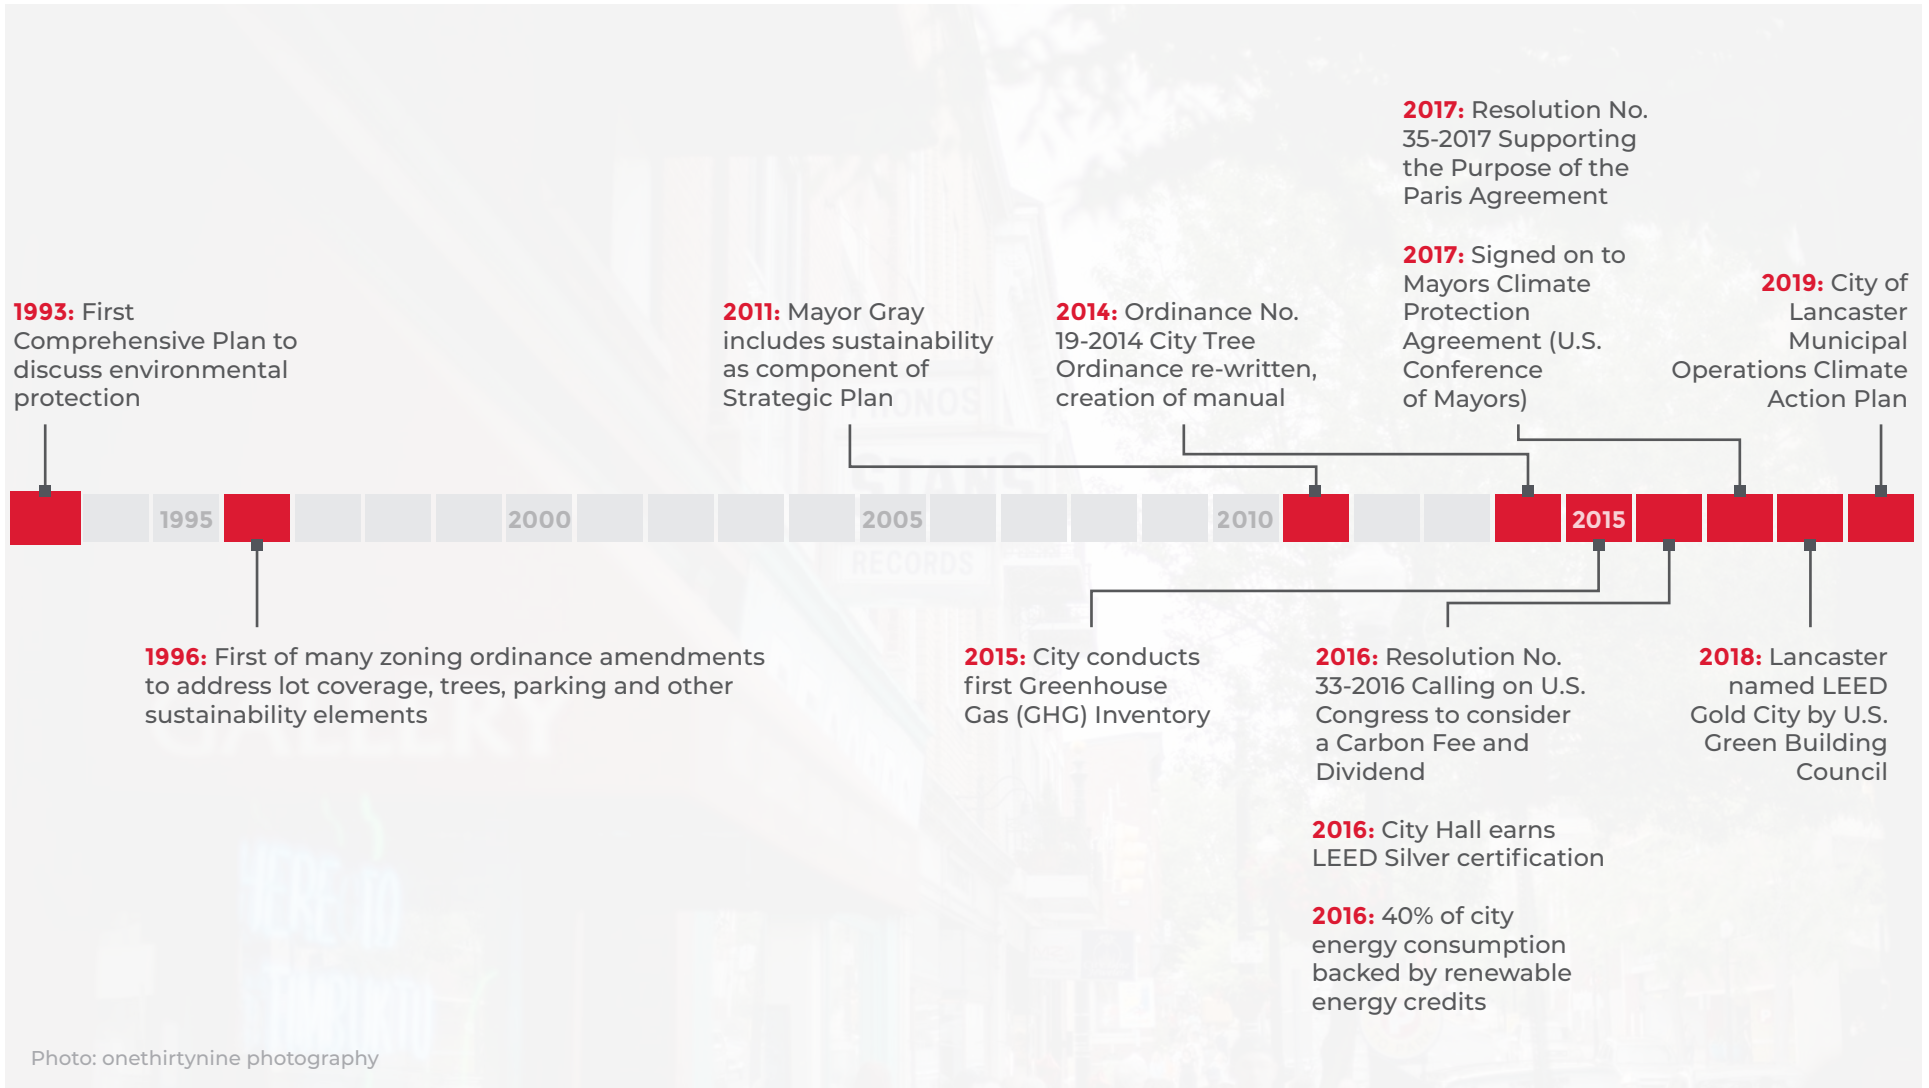 2017: Resolution No.
35-2017 Supporting
the Purpose of the
Paris Agreement
2017: Signed on to
Mayors Climate
Protection
Agreement (U.S.
Conference
of Mayors)
2019: City of
Lancaster
Municipal
Operations Climate
Action Plan
1993: First
Comprehensive Plan to
discuss environmental
protection
2011: Mayor Gray
includes sustainability
as component of
Strategic Plan
2014: Ordinance No.
19-2014 City Tree
Ordinance re-written,
creation of manual
1995
2000
2005
2010
2015
1996: First of many zoning ordinance amendments
to address lot coverage, trees, parking and other
sustainability elements
2015: City conducts
first Greenhouse
Gas (GHG) Inventory
2016: Resolution No.
33-2016 Calling on U.S.
Congress to consider
a Carbon Fee and
Dividend
2016: City Hall earns
LEED Silver certification
2016: 40% of city
energy consumption
backed by renewable
energy credits
2018: Lancaster
named LEED
Gold City by U.S.
Green Building
Council
STANS
RECORDS
GALLERY
HERE TO
Photo: onethirtynine photography